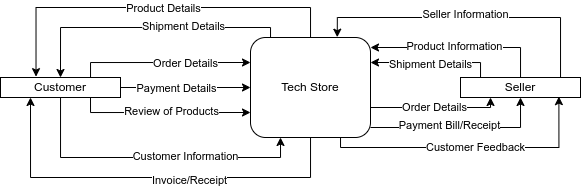 Product Details
Seller Information
Shipment Details
Product Information
Order Details
Shipment Details
Customer
Payment Details
Tech Store
Seller
Review of Products
Order Details
Payment Bill/Receipt
Customer Feedback
Customer Information
Invoice/Receipt